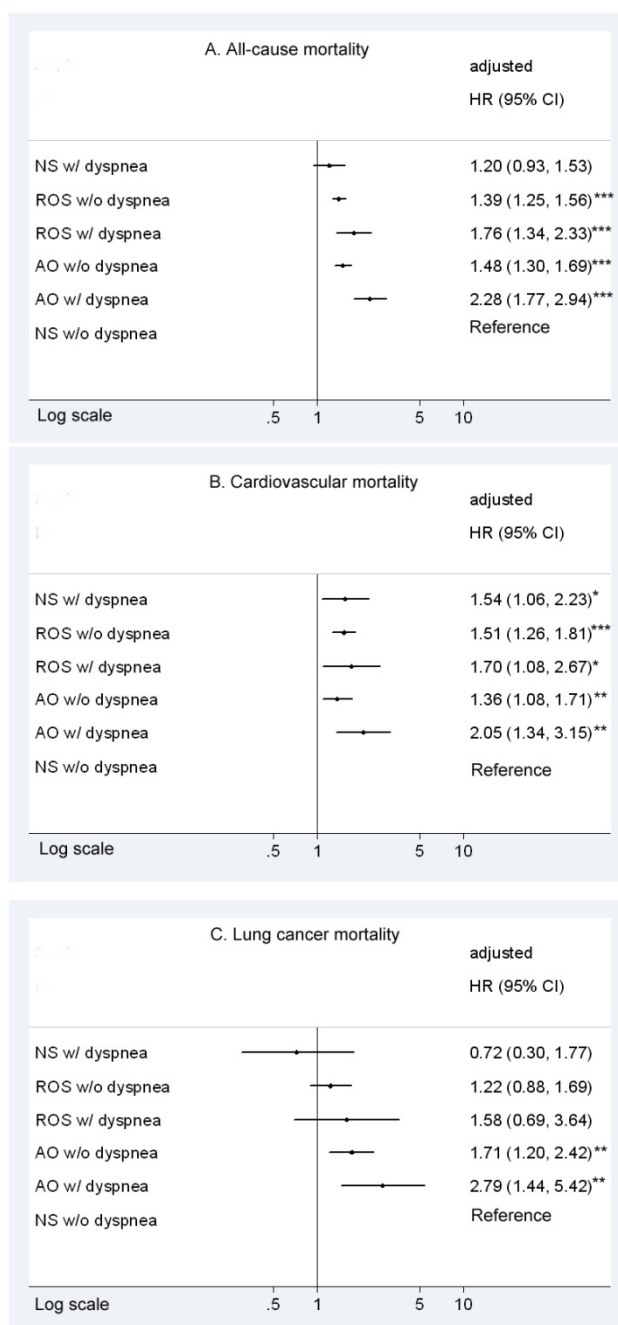 A. All-cause mortality
adjusted
HR (95% CI)
NS w/ dyspnea 1.20 (0.93, 1.53)
ROS w/o dyspnea 1.39 (1.25, 1.56)***
ROS w/ dyspnea 1.76 (1.34, 2.33)***
AO w/o dyspnea 1.48 (1.30, 1.69)***
AO w/ dyspnea 2.28 (1.77, 2.94)***
NS w/o dyspnea Reference
Log scale .5 1 5 10
B. Cardiovascular mortality
adjusted
HR (95% CI)
NS w/ dyspnea 1.54 (1.06, 2.23)*
ROS w/o dyspnea 1.51 (1.26, 1.81)***
ROS w/ dyspnea 1.70 (1.08, 2.67)*
AO w/o dyspnea 1.36 (1.08, 1.71)**
AO w/ dyspnea 2.05 (1.34, 3.15)**
NS w/o dyspnea Reference
Log scale .5 1 5 10
C. Lung cancer mortality
adjusted
HR (95% CI)
NS w/ dyspnea 0.72 (0.30, 1.77)
ROS w/o dyspnea 1.22 (0.88, 1.69)
ROS w/ dyspnea 1.58 (0.69, 3.64)
AO w/o dyspnea 1.71 (1.20, 2.42)**
AO w/ dyspnea 2.79 (1.44, 5.42)**
NS w/o dyspnea Reference
Log scale .5 1 5 10